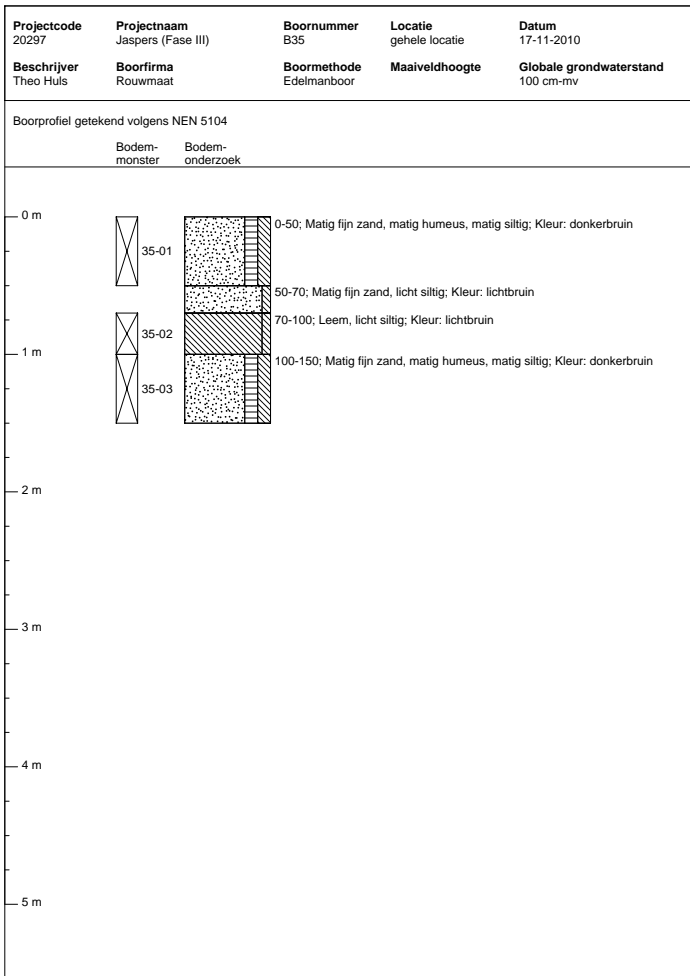 Projectcode Projectnaam Boornummer Locatie Datum
20297 Jaspers (Fase III) B35 gehele locatie 17-11-2010
Beschrijver Boorfirma Boormethode Maaiveldhoogte Globale grondwaterstand
Theo Huls Rouwmaat Edelmanboor 100 cm-mv
Boorprofiel getekend volgens NEN 5104
Bodem- Bodem-
monster onderzoek
0 m
0-50; Matig fijn zand, matig humeus, matig siltig; Kleur: donkerbruin
35-01
50-70; Matig fijn zand, licht siltig; Kleur: lichtbruin
70-100; Leem, licht siltig; Kleur: lichtbruin
35-02
1 m
100-150; Matig fijn zand, matig humeus, matig siltig; Kleur: donkerbruin
35-03
2 m
3 m
4 m
5 m